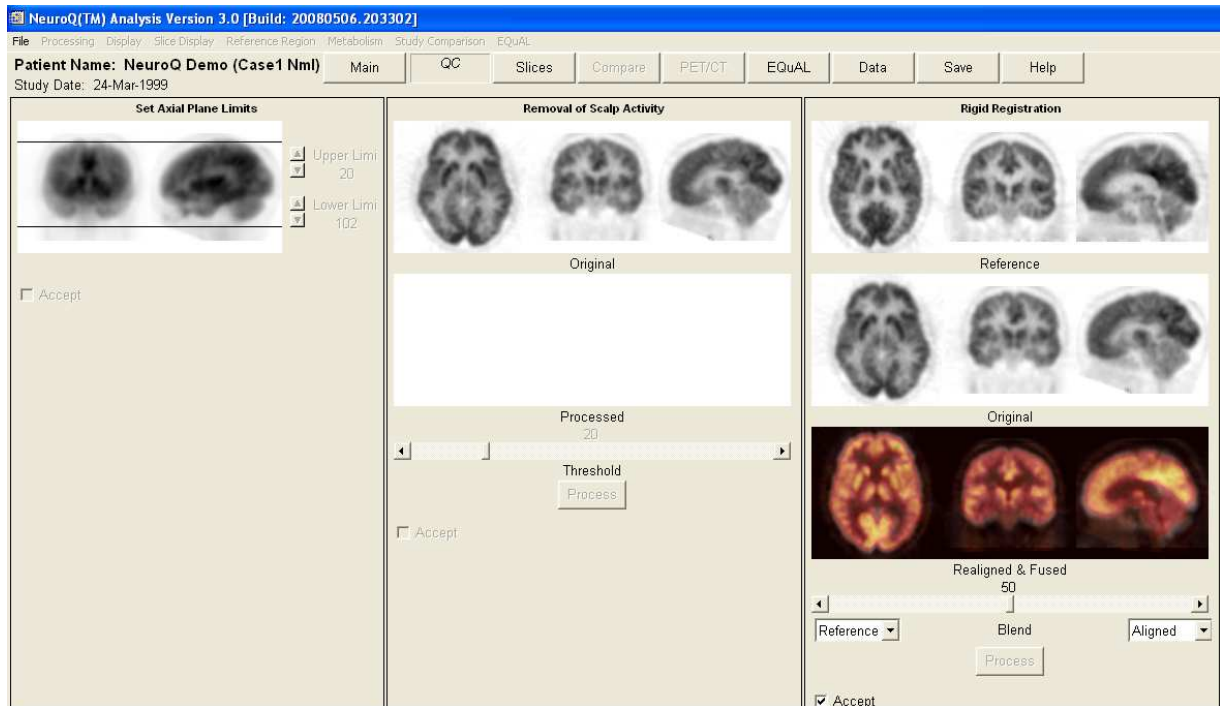 NeuroQ(TM) Analysis Version 3.0 [Build: 20080506.203302]
File Processing Display Slice Display Reference Region Metabolism Study Comparison EQuAL
Patient Name: NeuroQ Demo (Case1 Nml) Main QC Slices Compare PET/CT EQuAL Data Save Help
Study Date: 24-Mar-1999
Set Axial Plane Limits
Upper Limi
20
Lower Limi
102
Accept
Removal of Scalp Activity
Original
Processed
20
Threshold
Process
Accept
Rigid Registration
Reference
Original
Realigned & Fused
50
Reference Blend Aligned
Process
Accept